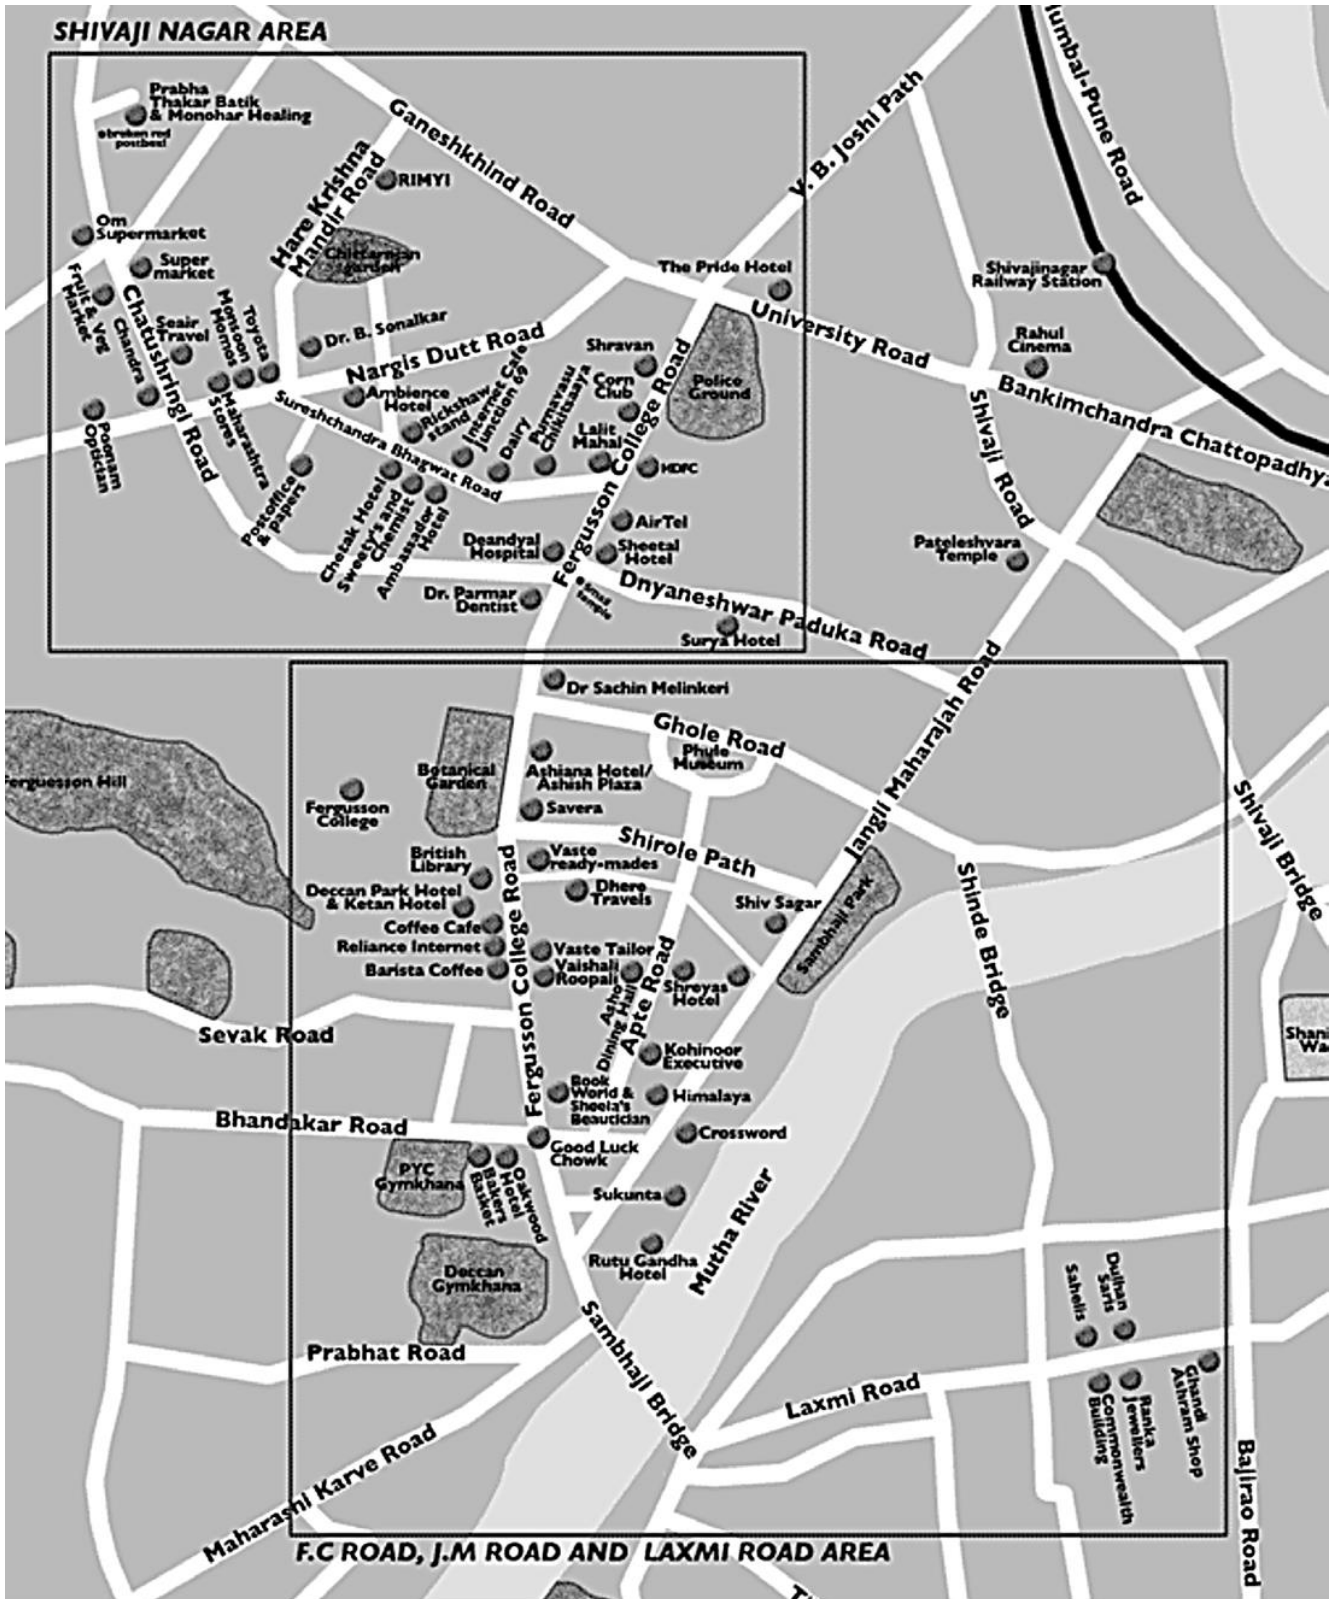 SHIVAJI NAGAR AREA
Prabha
Thakar Batik
& Monohar Healing
Ganeshkhind Road
V. B. Joshi Path
Hare Krishna
Mandir Road
RIMYI
Om
Supermarket
Super
market
Fruit & Veg
Market
Chandra
Chatushringi Road
Seair
Travel
Toyota
Monsoon
Momos
Maharashtra
Stores
Dr. B. Sonalkar
Nargis Dutt Road
Ambience
Hotel
Sureshchandra Bhagwat Road
Rickshaw
stand
Internet Cafe
Junction 69
Dairy
Shravan
Corn
Club
Lalit
Mahal
HDFC
The Pride Hotel
University Road
Police
Ground
Fergusson College Road
Shivajinagar
Railway Station
Rahul
Cinema
Bankimchandra Chattopadhya
Shivaji Road
Pateleshvara
Temple
Poonam
Optician
Postoffice
& papers
Chetak Hotel
Sweety's and
Chemist
Ambassador
Hotel
Deandyal
Hospital
AirTel
Sheetal
Hotel
Dr. Parmar
Dentist
Small
temple
Dnyaneshwar Paduka Road
Surya Hotel
Dr Sachin Melinkeri
Ghole Road
Phule
Museum
Jangli Maharajah Road
Ferguesson Hill
Botanical
Garden
Fergusson
College
Ashiana Hotel/
Ashish Plaza
Savera
Shirole Path
British
Library
Vaste
ready-mades
Dhere
Travels
Deccan Park Hotel
& Ketan Hotel
Coffee Cafe
Reliance Internet
Barista Coffee
Vaste Tailor
Vaishali
Roopali
Fergusson College Road
Dining Hall
Apte Road
Shiv Sagar
Shreyas
Hotel
Sambhaji Park
Shinde Bridge
Shivaji Bridge
Sevak Road
Kohinoor
Executive
Book
World &
Sheela's
Beautician
Himalaya
Bhandakar Road
Good Luck
Chowk
Crossword
PYC
Gymkhana
Bakers
Basket
Oakwood
Hotel
Sukunta
Rutu Gandha
Hotel
Mutha River
Deccan
Gymkhana
Prabhat Road
Sambhaji Bridge
Sahelis
Dulhan
Saris
Laxmi Road
Commonwealth
Building
Ranka
Jewellers
Ghandi
Ashram Shop
Bajirao Road
Maharashi Karve Road
F.C ROAD, J.M ROAD AND LAXMI ROAD AREA